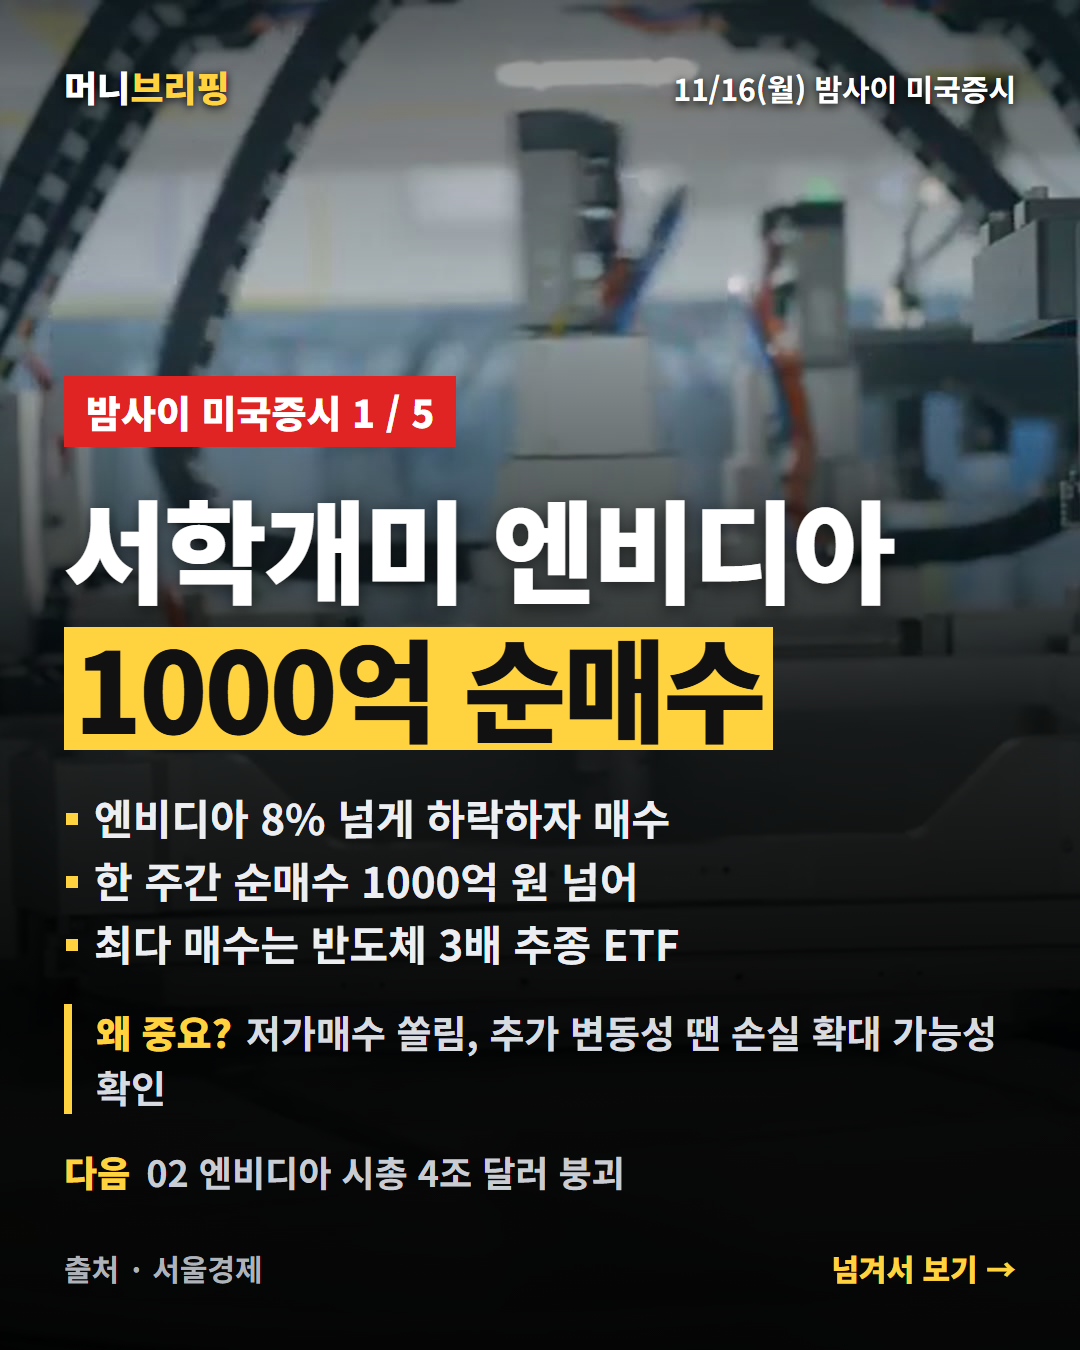 머니브리핑
11/16(월) 밤사이 미국증시
밤사이 미국증시 1 / 5
서학개미 엔비디아
1000억 순매수
엔비디아 8% 넘게 하락하자 매수
한 주간 순매수 1000억 원 넘어
최다 매수는 반도체 3배 추종 ETF
왜 중요? 저가매수 쏠림, 추가 변동성 땐 손실 확대 가능성
확인
다음 02 엔비디아 시총 4조 달러 붕괴
출처 · 서울경제
넘겨서 보기 →